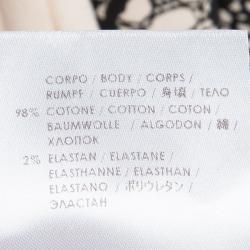 CORPO / BODY / CORPS /
RUMPF / CUERPO / 身頃 / ТЕЛО
98% COTONE / COTTON / COTON /
BAUMWOLLE / ALGODON / 綿 /
ХЛОПОК
2% ELASTAN / ELASTANE /
ELASTHANNE / ELASTHAN /
ELASTANO / ポリウレタン /
ЭЛАСТАН